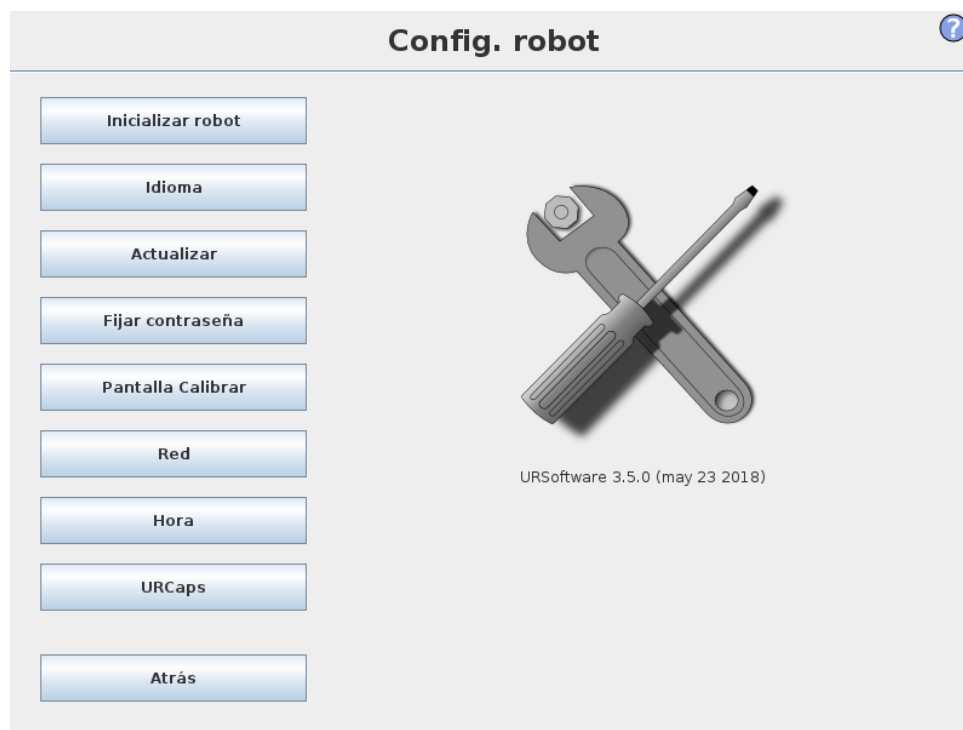 Config. robot
?
Inicializar robot
Idioma
Actualizar
Fijar contraseña
Pantalla Calibrar
Red
Hora
URCaps
Atrás
URSoftware 3.5.0 (may 23 2018)